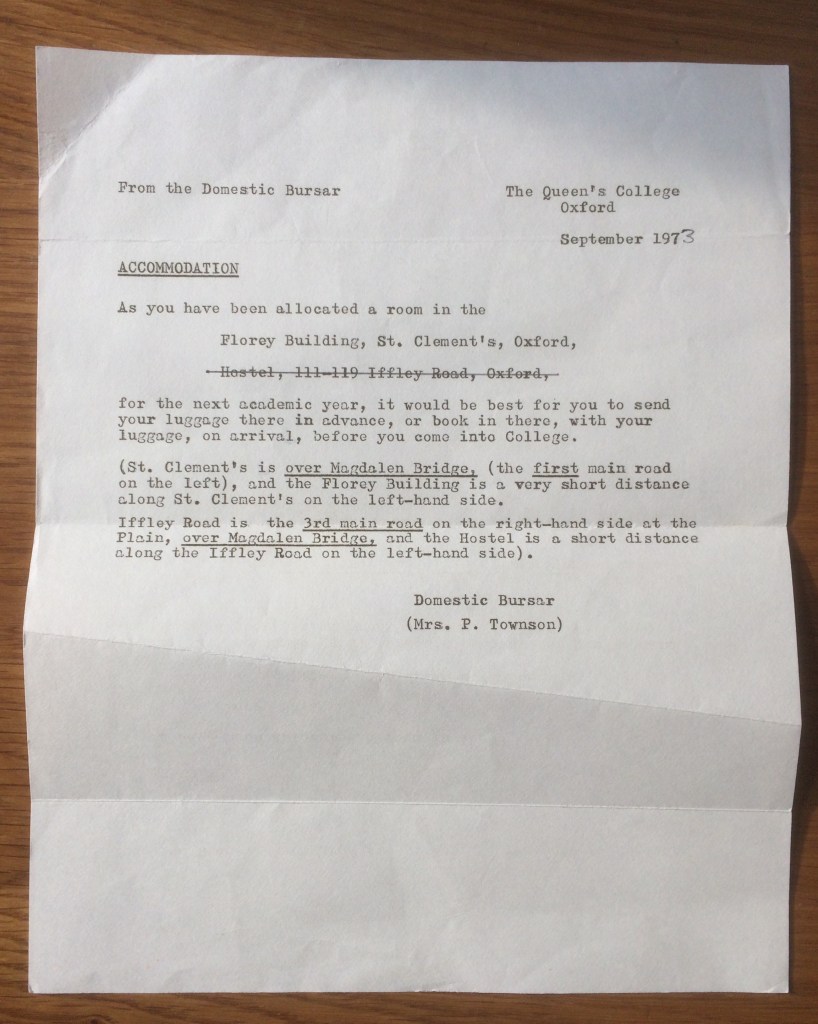 From the Domestic Bursar
The Queen's College
Oxford
September 1973
ACCOMMODATION
As you have been allocated a room in the
Florey Building, St. Clement's, Oxford,
Hostel, 111-119 Iffley Road, Oxford,
for the next academic year, it would be best for you to send
your luggage there in advance, or book in there, with your
luggage, on arrival, before you come into College.
(St. Clement's is over Magdalen Bridge, (the first main road
on the left), and the Florey Building is a very short distance
along St. Clement's on the left-hand side.
Iffley Road is the 3rd main road on the right-hand side at the
Plain, over Magdalen Bridge, and the Hostel is a short distance
along the Iffley Road on the left-hand side).
Domestic Bursar
(Mrs. P. Townson)